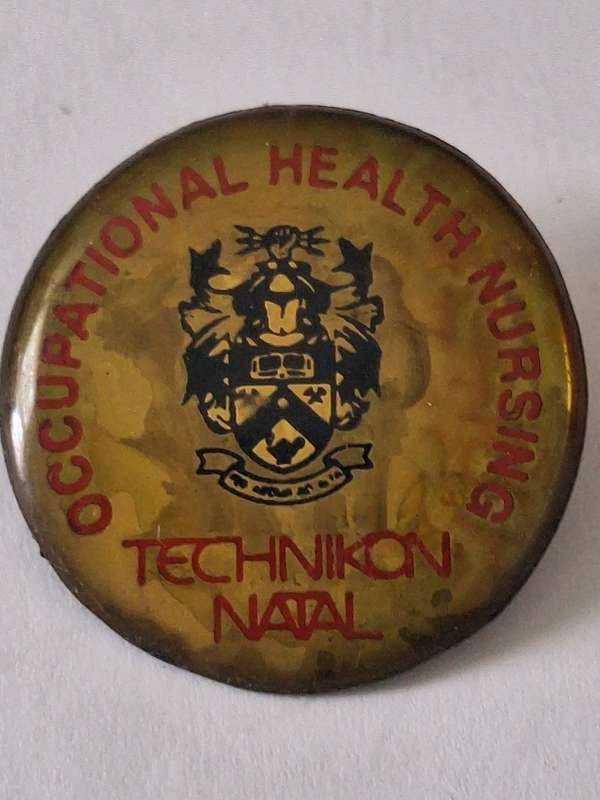 OCCUPATIONAL HEALTH NURSING
TECHNIKON
NATAL